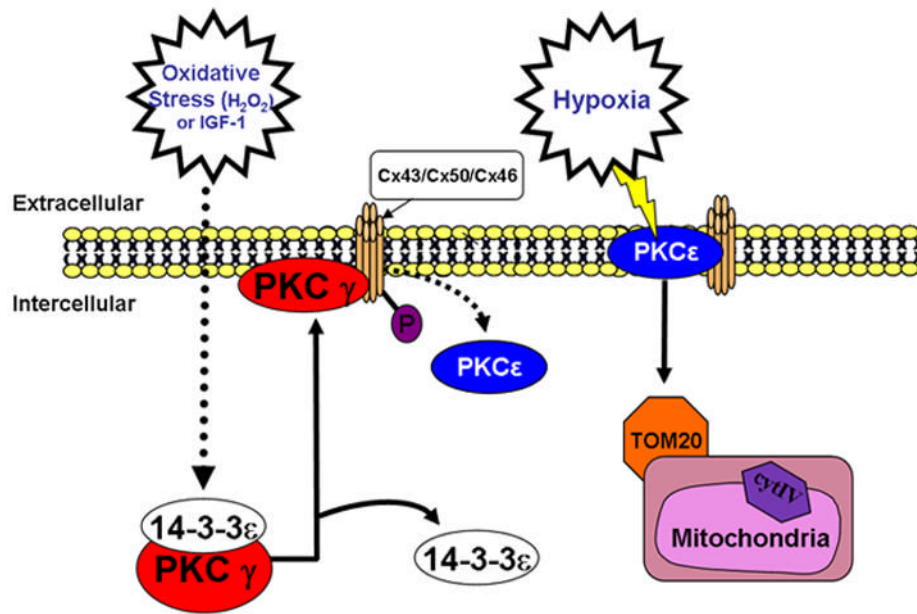 Oxidative
Stress (H₂O₂)
or IGF-1
Hypoxia
Cx43/Cx50/Cx46
Extracellular
PKCε
PKC γ
Intercellular
P
PKCε
TOM20
cytIV
Mitochondria
14-3-3ε
PKC γ
14-3-3ε